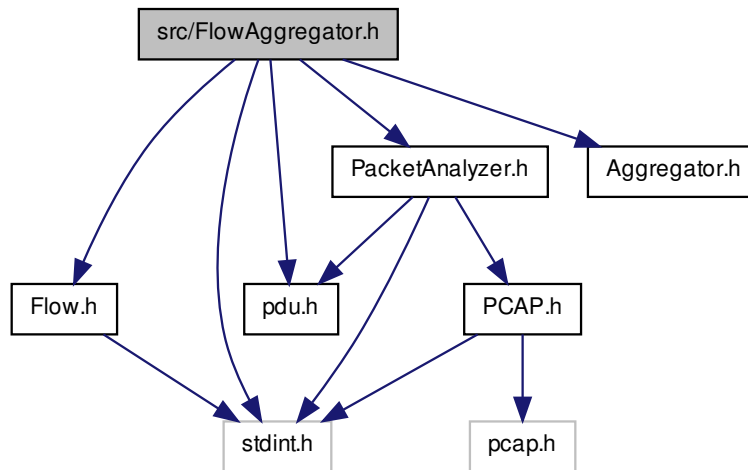 src/FlowAggregator.h
PacketAnalyzer.h
Aggregator.h
Flow.h
pdu.h
PCAP.h
stdint.h
pcap.h